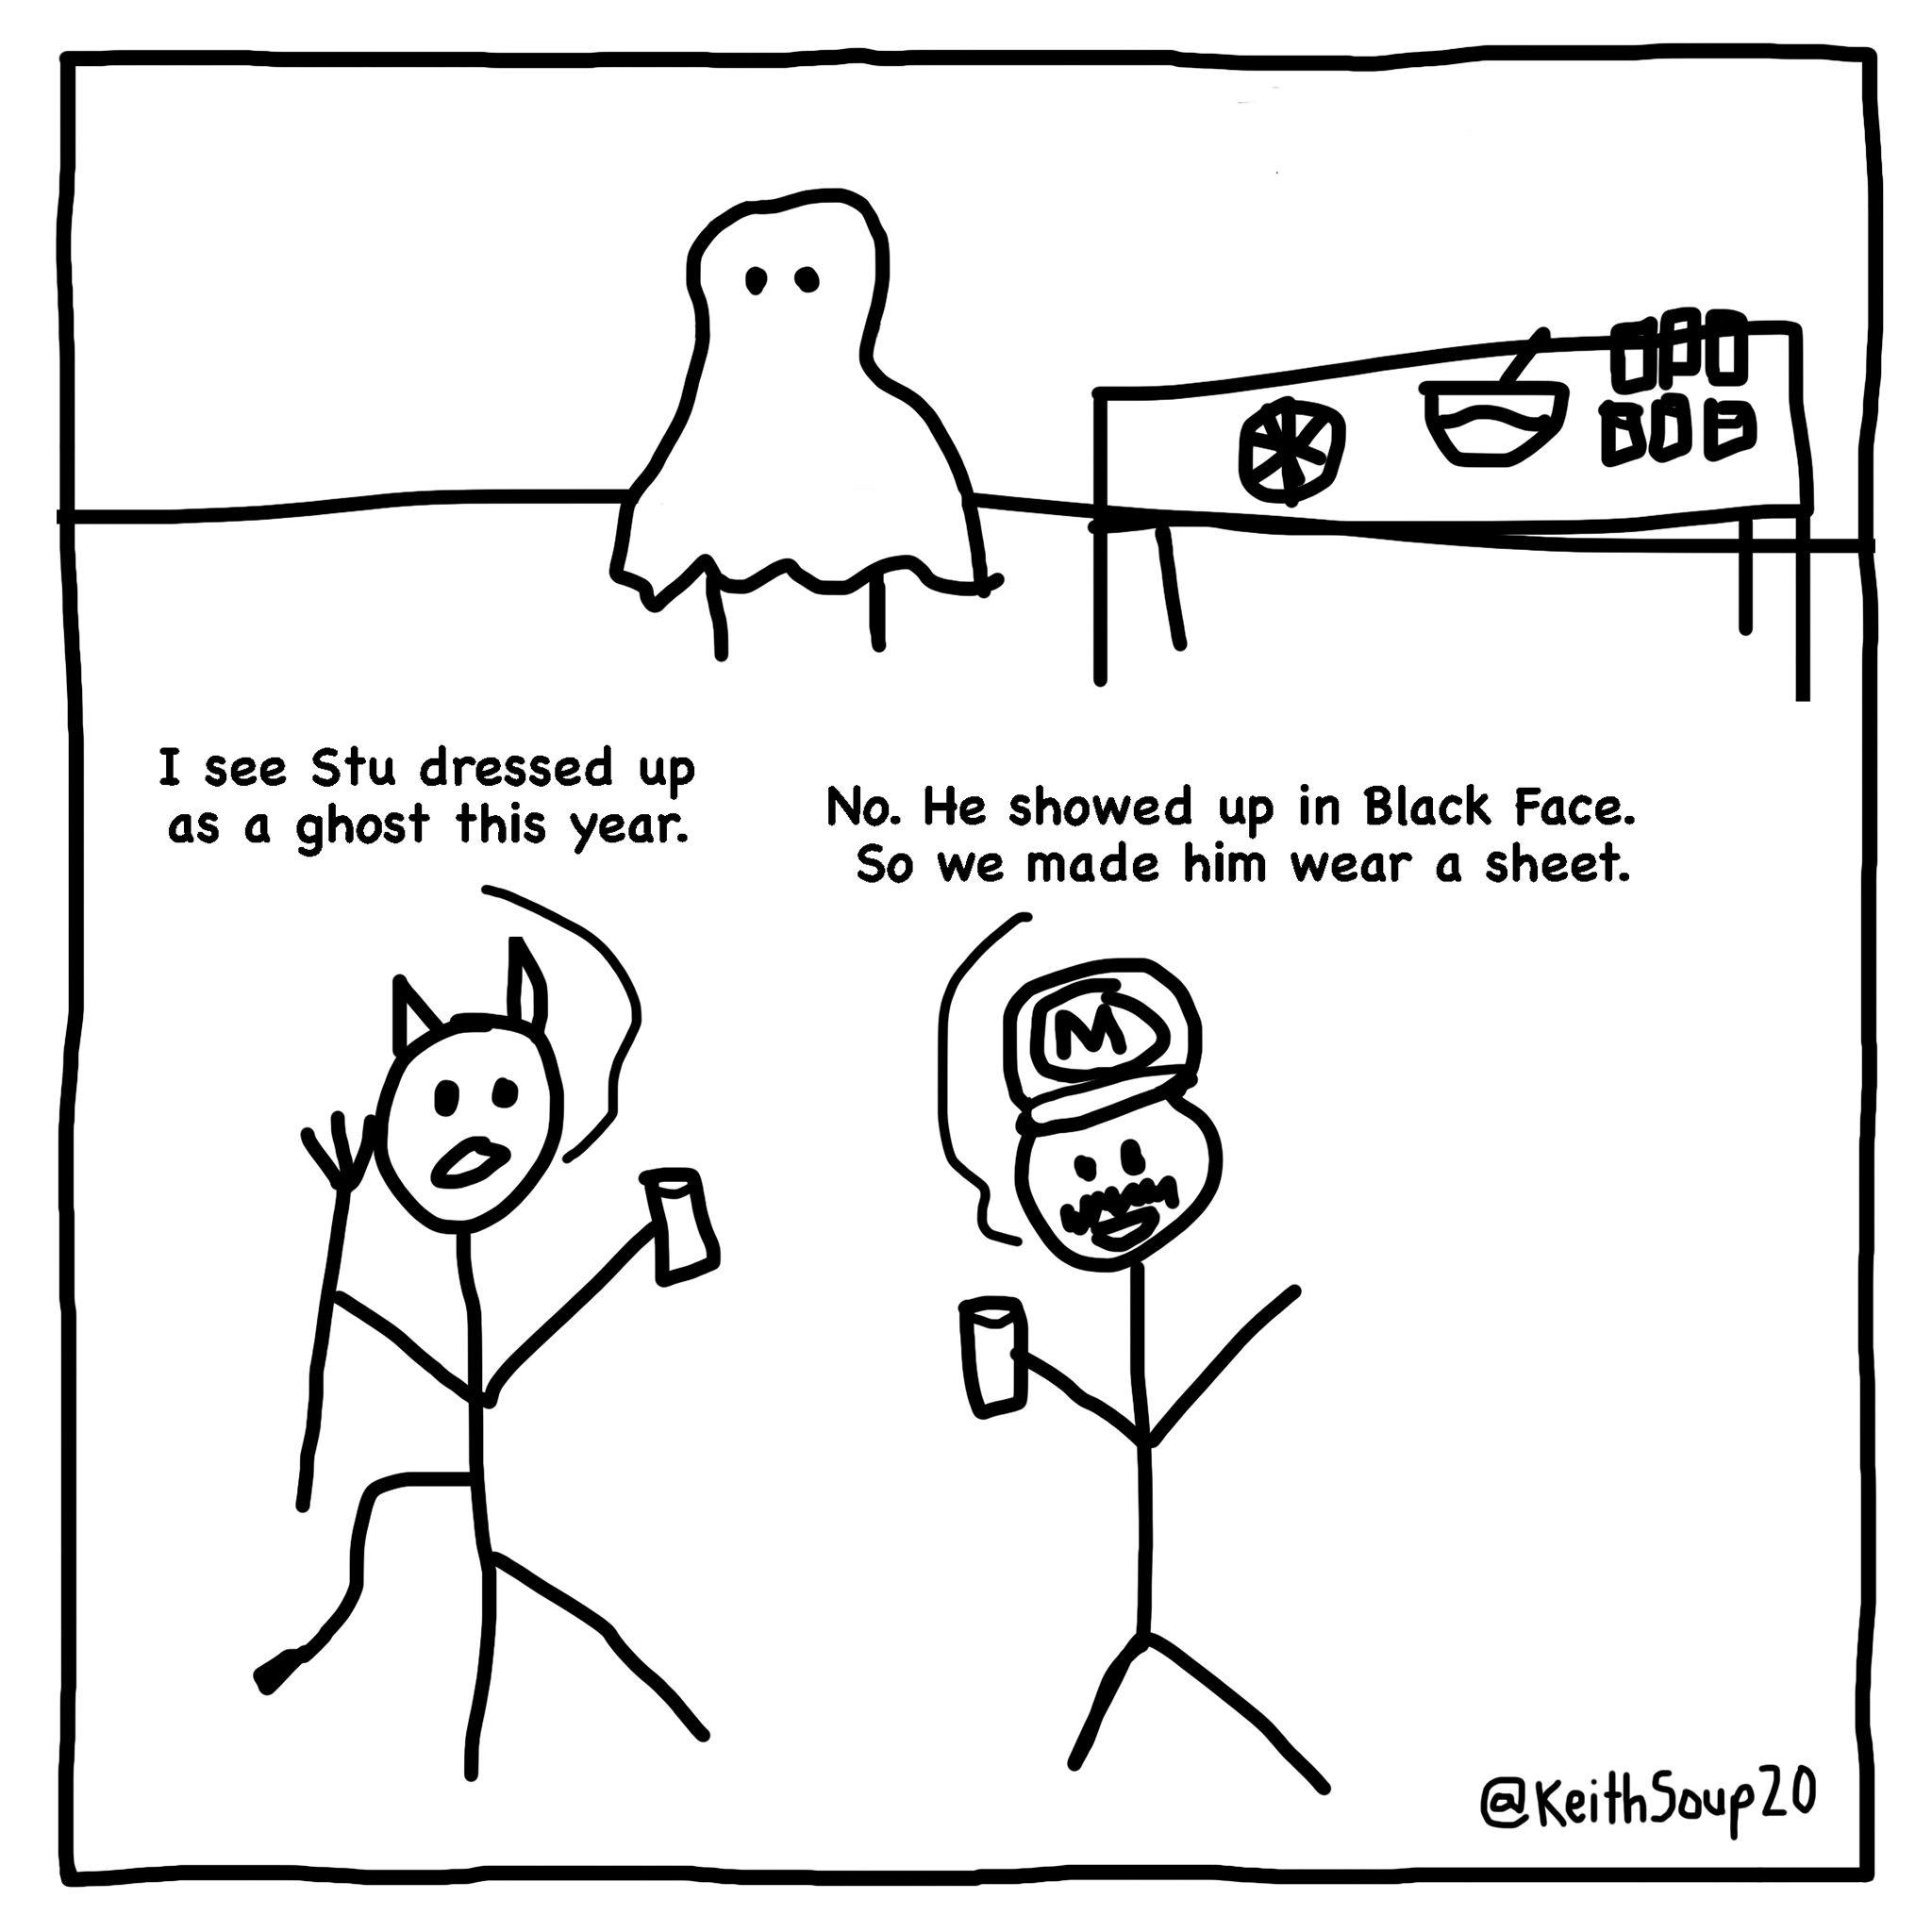 I see Stu dressed up
as a ghost this year.
No. He showed up in Black Face.
So we made him wear a sheet.
M
@KeithSoup20